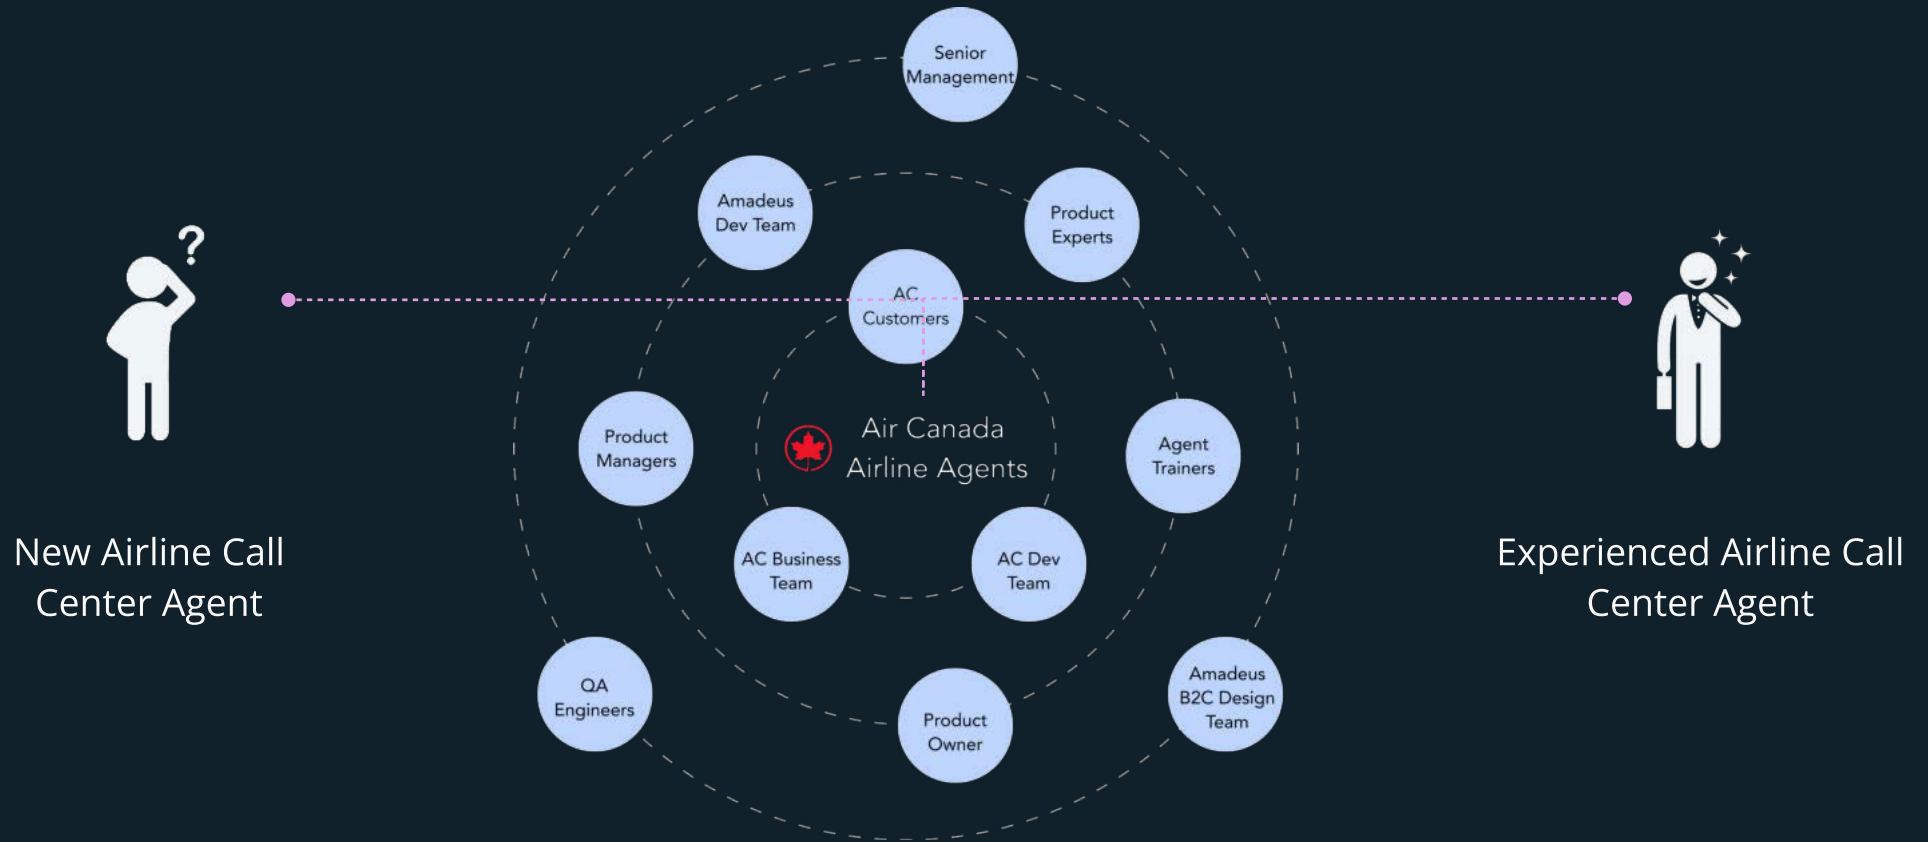 Senior
Management
Amadeus
Dev Team
Product
Experts
AC
Customers
?
Product
Managers
Air Canada
Airline Agents
Agent
Trainers
New Airline Call
Center Agent
Experienced Airline Call
Center Agent
AC Business
Team
AC Dev
Team
QA
Engineers
Product
Owner
Amadeus
B2C Design
Team